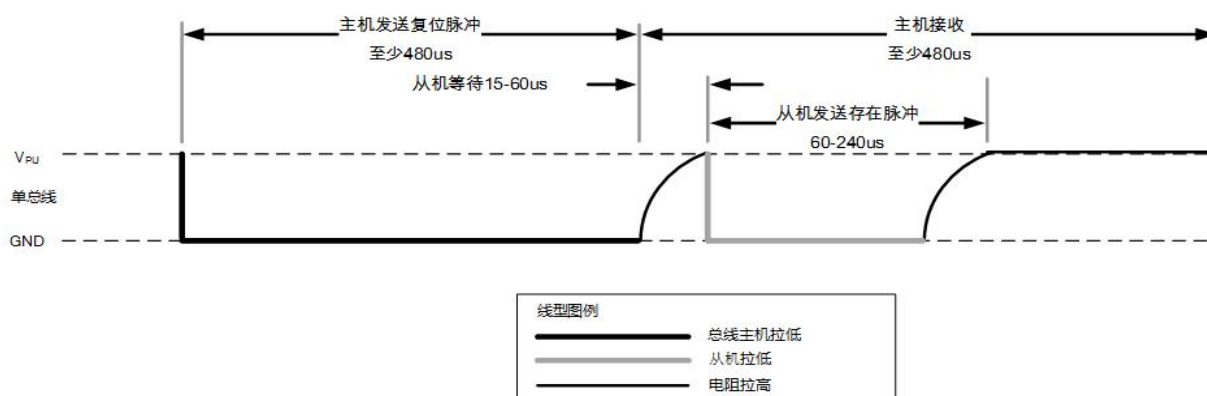 主机发送复位脉冲
至少480us
主机接收
至少480us
从机等待15-60us
从机发送存在脉冲
60-240us
VPU
单总线
GND
线型图例
总线主机拉低
从机拉低
电阻拉高